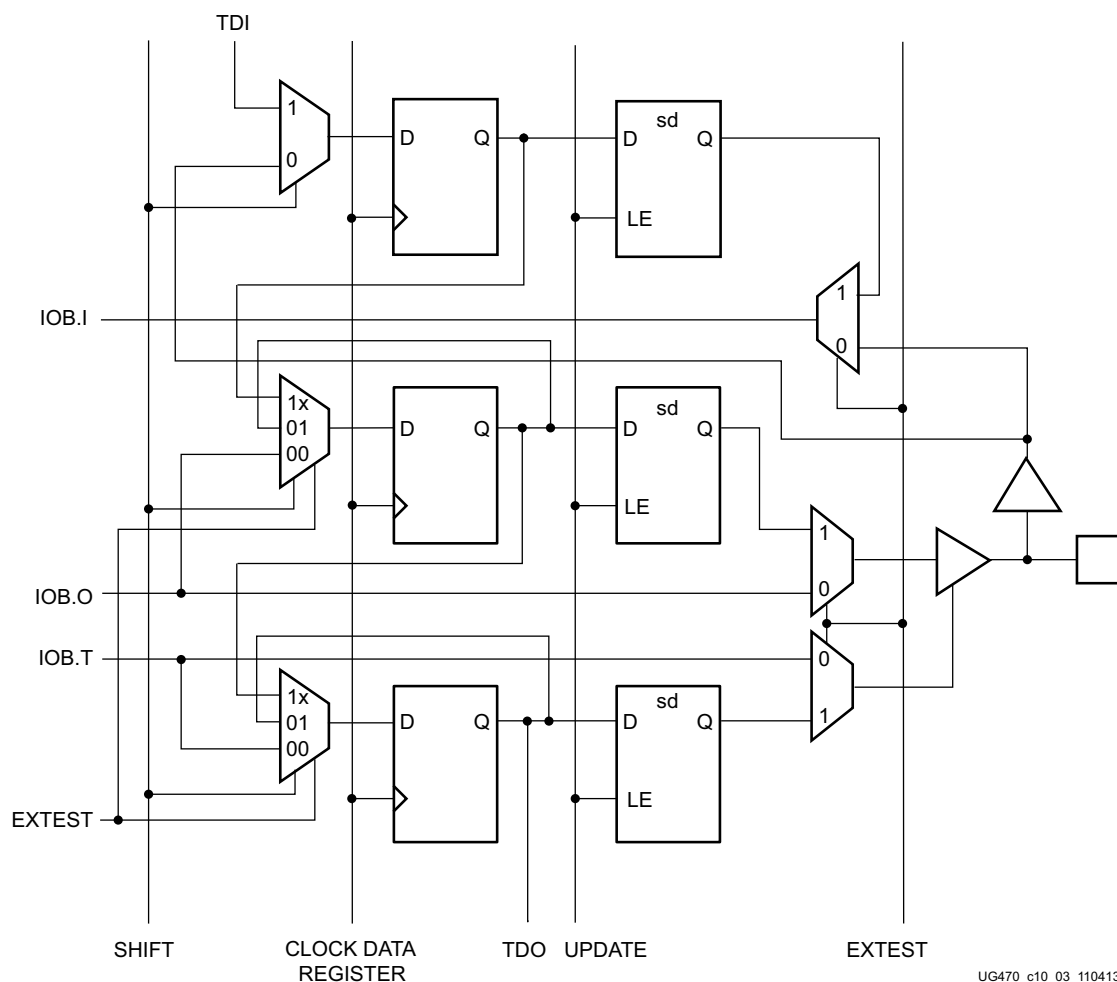 TDI
1
0
D
Q
sd
D
Q
LE
1
0
IOB.I
1x
01
00
D
Q
sd
D
Q
LE
1
0
IOB.O
IOB.T
0
1
1x
01
00
D
Q
sd
D
Q
LE
EXTEST
SHIFT
CLOCK DATA
REGISTER
TDO
UPDATE
EXTEST
UG470_c10_03_110413